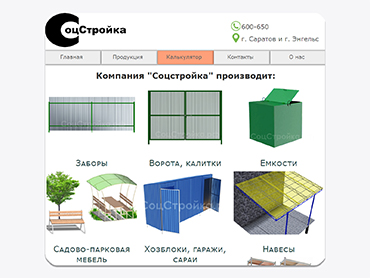 СоцСтройка
600-650
г. Саратов и г. Энгельс
Главная Продукция Калькулятор Контакты О нас
Компания "Соцстройка" производит:
СоцСтройка
Заборы Ворота, калитки Емкости
СоцСтройка
Садово-парковая мебель
Хозблоки, гаражи, сараи
Навесы